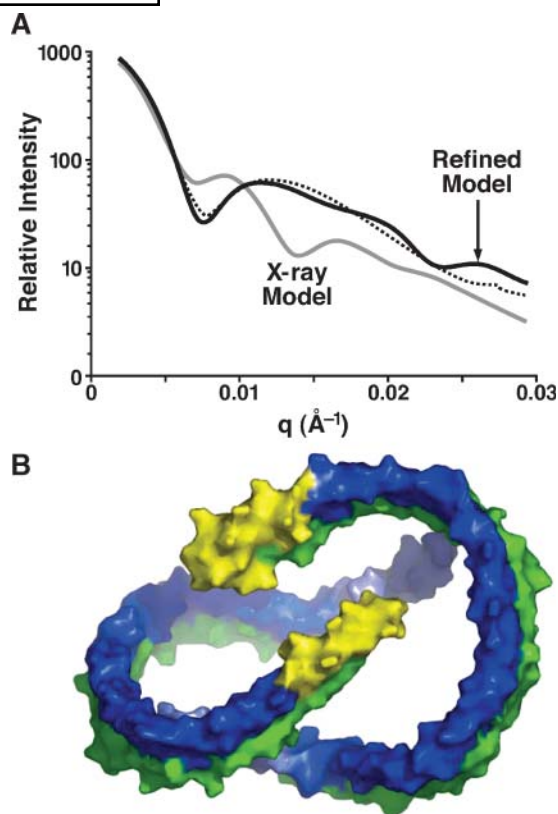 A
1000
100
10
0
Relative Intensity
Refined
Model
X-ray
Model
0
0.01
0.02
0.03
q (Å⁻¹)
B